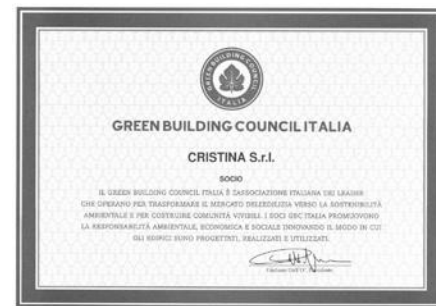 GREEN BUILDING COUNCIL
ITALIA
GREEN BUILDING COUNCIL ITALIA
CRISTINA S.r.l.
SOCIO
IL GREEN BUILDING COUNCIL ITALIA È L'ASSOCIAZIONE ITALIANA DEI LEADER
CHE OPERANO PER TRASFORMARE IL MERCATO DELL'EDILIZIA VERSO LA SOSTENIBILITÀ
AMBIENTALE E PER COSTRUIRE COMUNITÀ VIVIBILI. I SOCI GBC ITALIA PROMUOVONO
LA RESPONSABILITÀ AMBIENTALE, ECONOMICA E SOCIALE INNOVANDO IL MODO IN CUI
GLI EDIFICI SONO PROGETTATI, REALIZZATI E UTILIZZATI.